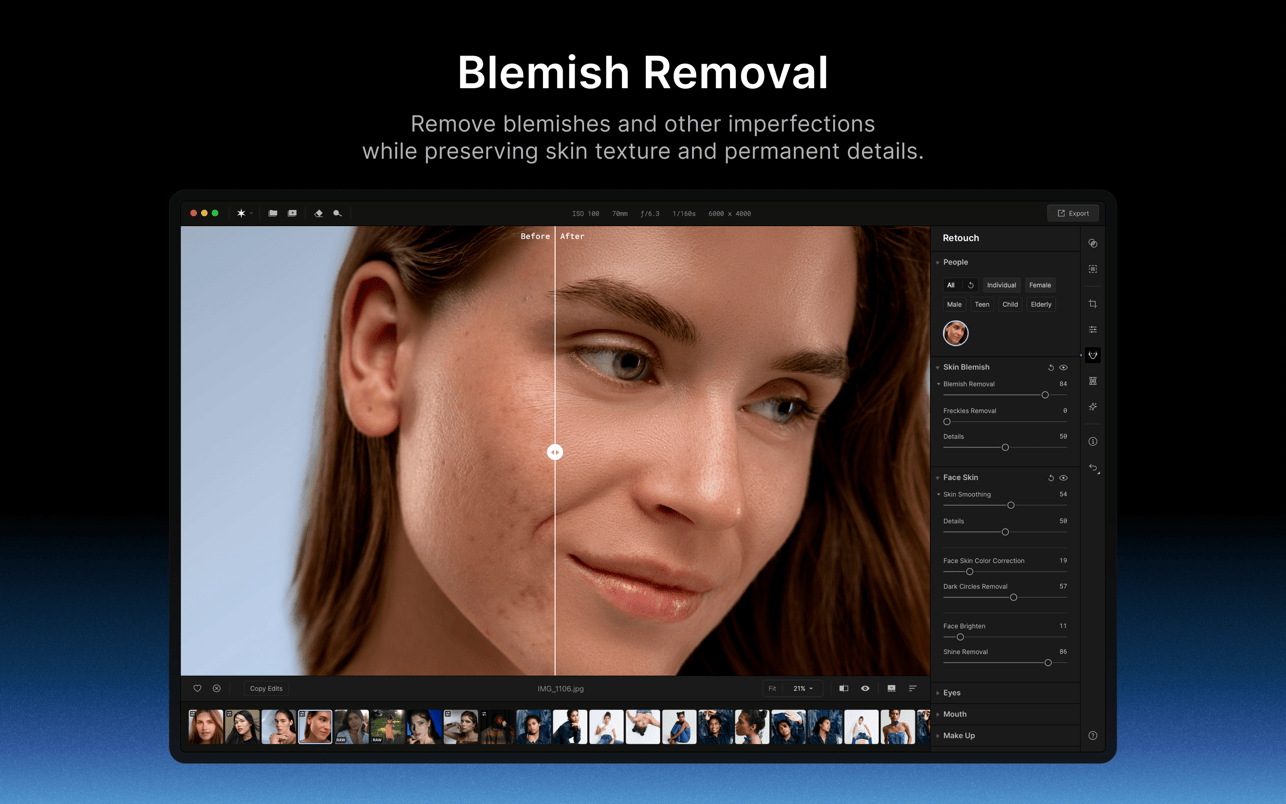 Blemish Removal
Remove blemishes and other imperfections
while preserving skin texture and permanent details.
ISO 100 70mm ƒ/6.3 1/160s 6000 x 4000
Export
Before After
Retouch
People
All Individual Female
Male Teen Child Elderly
Skin Blemish
Blemish Removal 84
Freckles Removal 0
Details 50
Face Skin
Skin Smoothing 54
Details 50
Face Skin Color Correction 19
Dark Circles Removal 57
Face Brighten 11
Shine Removal 86
Eyes
Mouth
Make Up
Copy Edits
IMG_1106.jpg
Fit 21%
RAW RAW